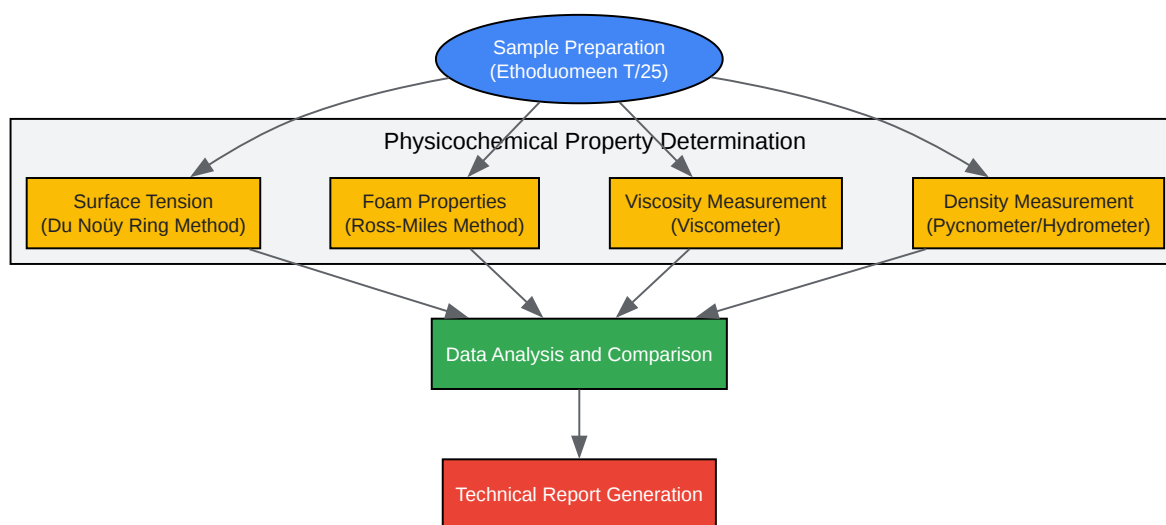 Sample Preparation
(Ethoduomeen T/25)
Physicochemical Property Determination
Surface Tension
(Du Noüy Ring Method)
Foam Properties
(Ross-Miles Method)
Viscosity Measurement
(Viscometer)
Density Measurement
(Pycnometer/Hydrometer)
Data Analysis and Comparison
Technical Report Generation